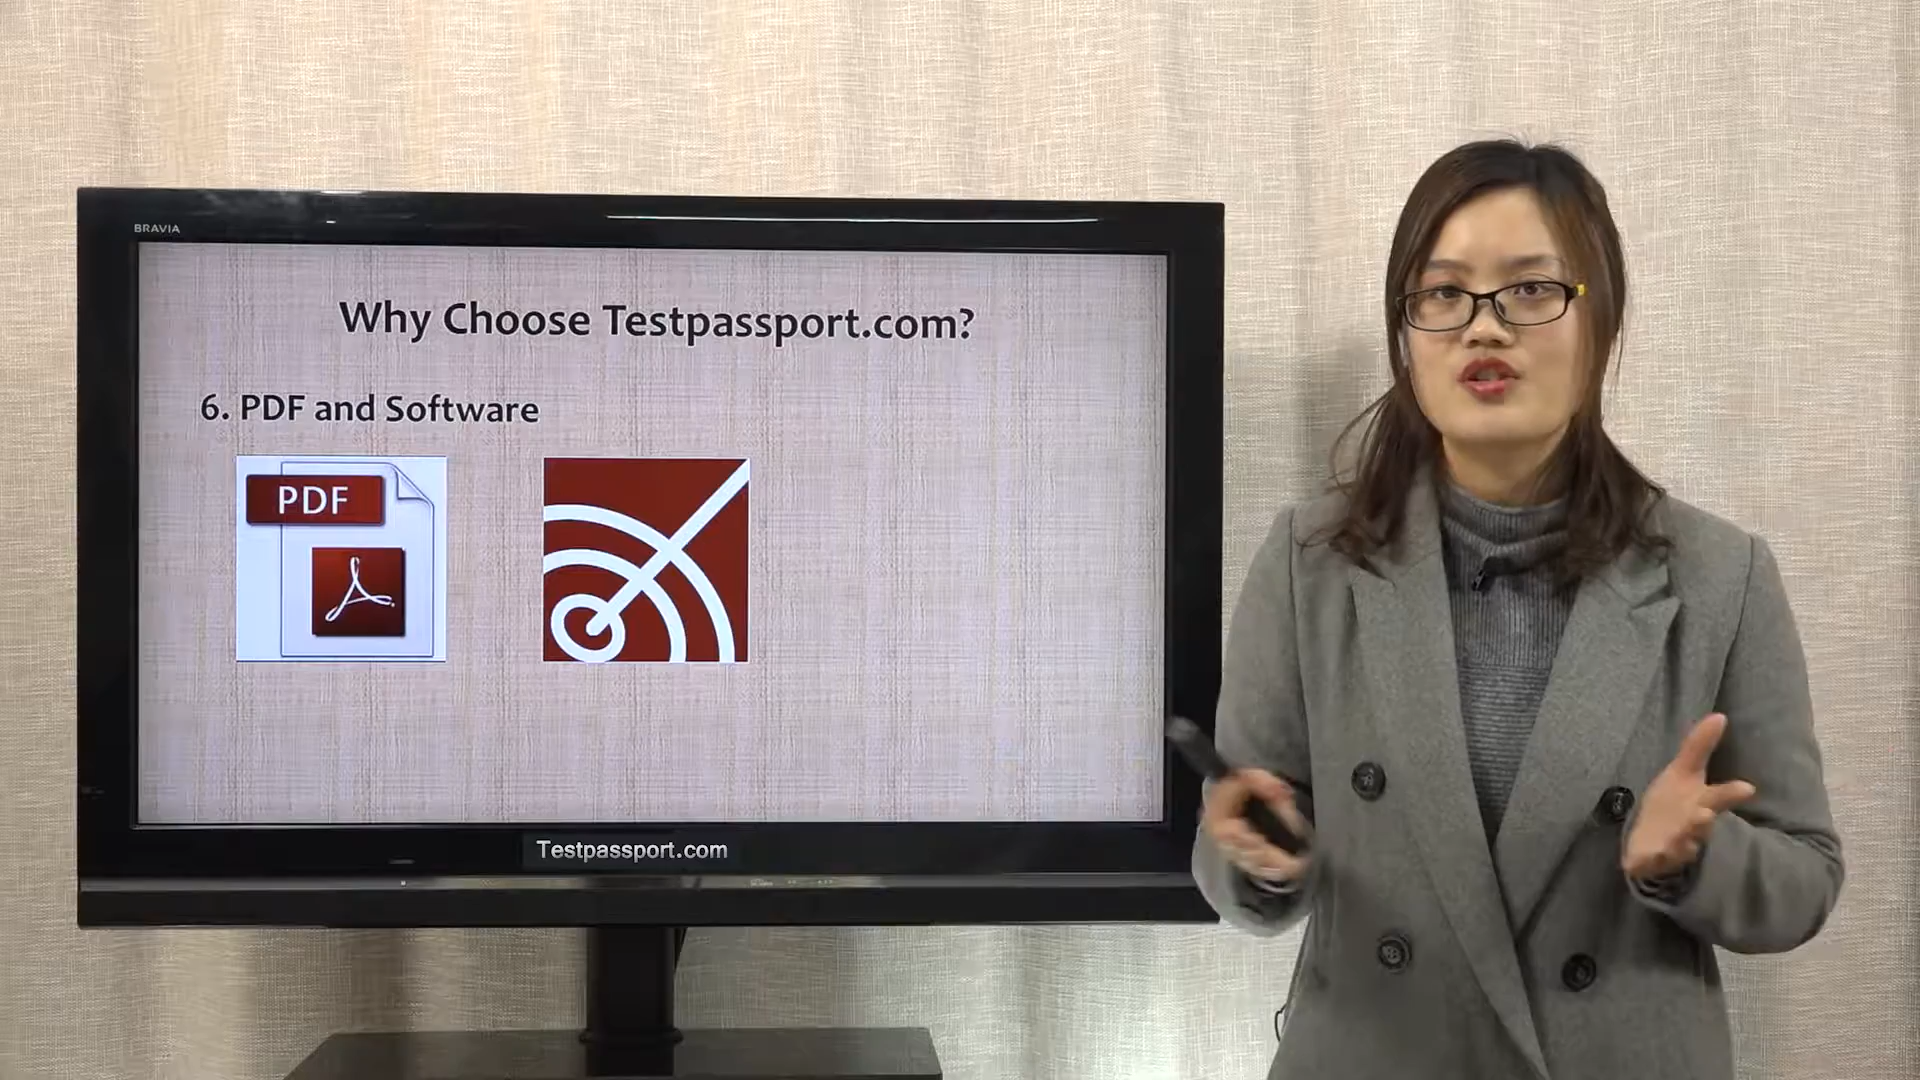 BRAVIA
Why Choose Testpassport.com?
6. PDF and Software
PDF
Testpassport.com